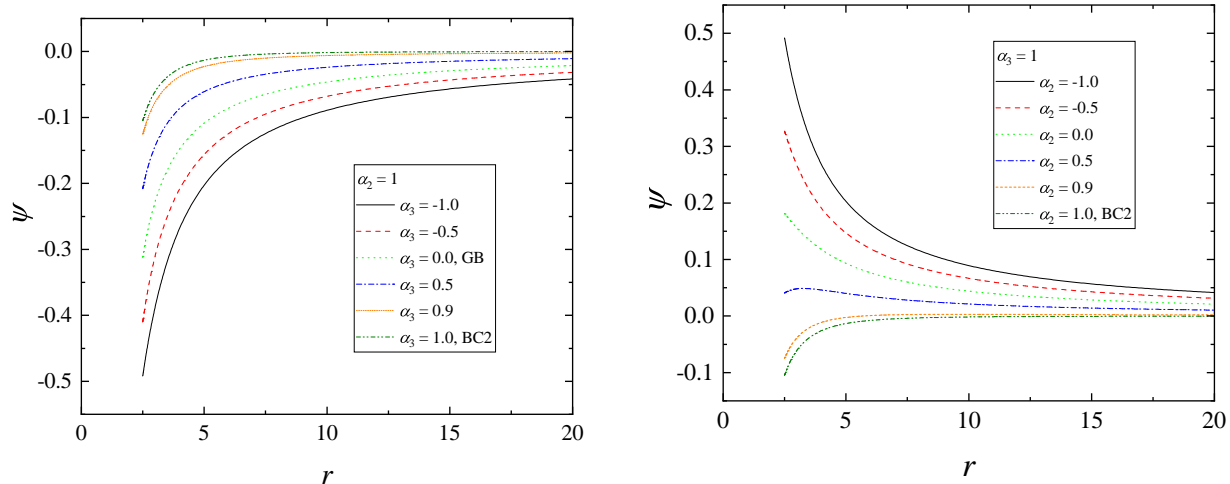 0.0
-0.1
-0.2
-0.3
-0.4
-0.5
ψ
α₂ = 1
α₃ = -1.0
α₃ = -0.5
α₃ = 0.0, GB
α₃ = 0.5
α₃ = 0.9
α₃ = 1.0, BC2
0 5 10 15 20
r
0.5
0.4
0.3
0.2
0.1
0.0
-0.1
ψ
α₃ = 1
α₂ = -1.0
α₂ = -0.5
α₂ = 0.0
α₂ = 0.5
α₂ = 0.9
α₂ = 1.0, BC2
0 5 10 15 20
r